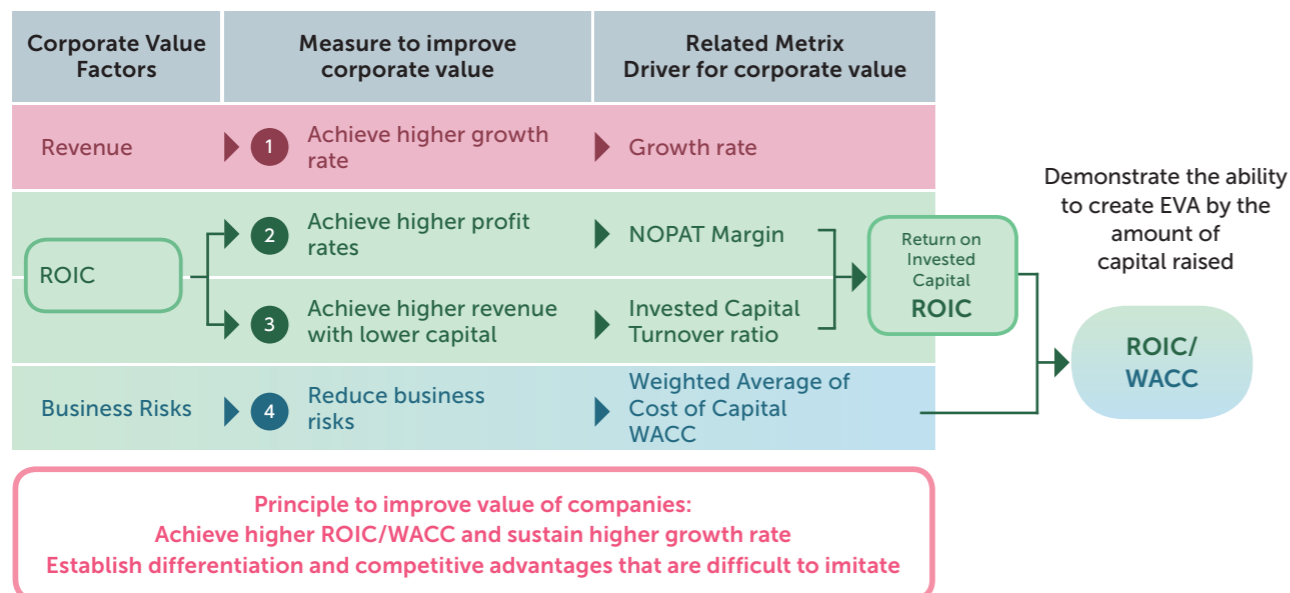 Corporate Value
Factors
Measure to improve
corporate value
Related Metrix
Driver for corporate value
Revenue
1
Achieve higher growth
rate
Growth rate
ROIC
2
Achieve higher profit
rates
NOPAT Margin
3
Achieve higher revenue
with lower capital
Invested Capital
Turnover ratio
Return on
Invested
Capital
ROIC
Business Risks
4
Reduce business
risks
Weighted Average of
Cost of Capital
WACC
Demonstrate the ability
to create EVA by the
amount of
capital raised
ROIC/
WACC
Principle to improve value of companies:
Achieve higher ROIC/WACC and sustain higher growth rate
Establish differentiation and competitive advantages that are difficult to imitate